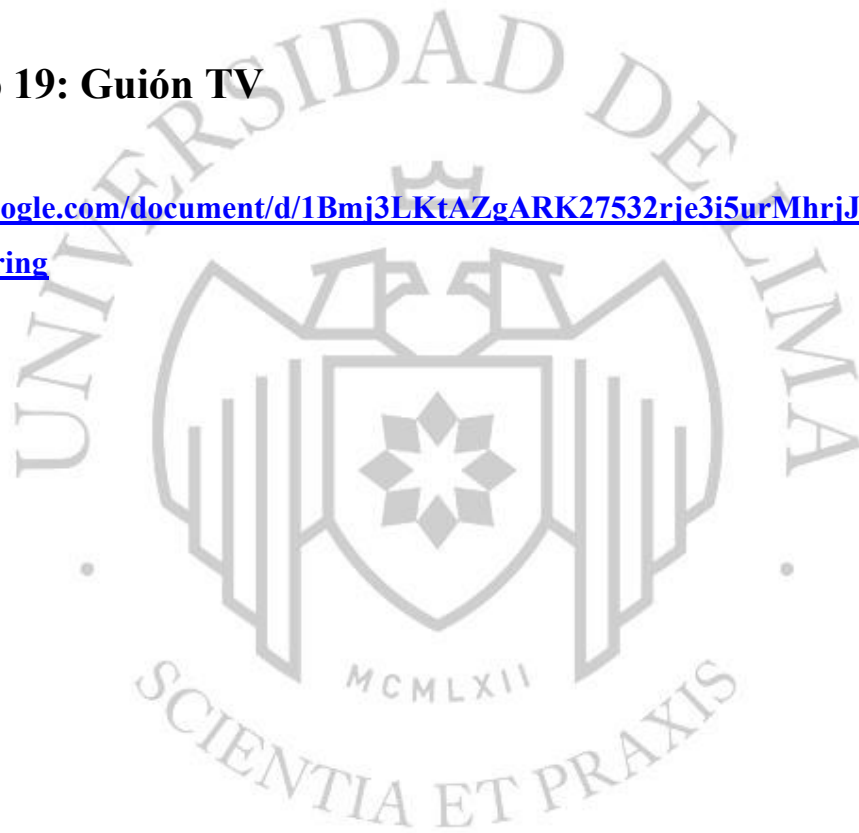 o 19: Guión TV
ogle.com/document/d/1Bmj3LKtAZgARK27532rje3i5urMhrjJ
ring
UNIVERSIDAD DE LIMA
MCMLXII
SCIENTIA ET PRAXIS